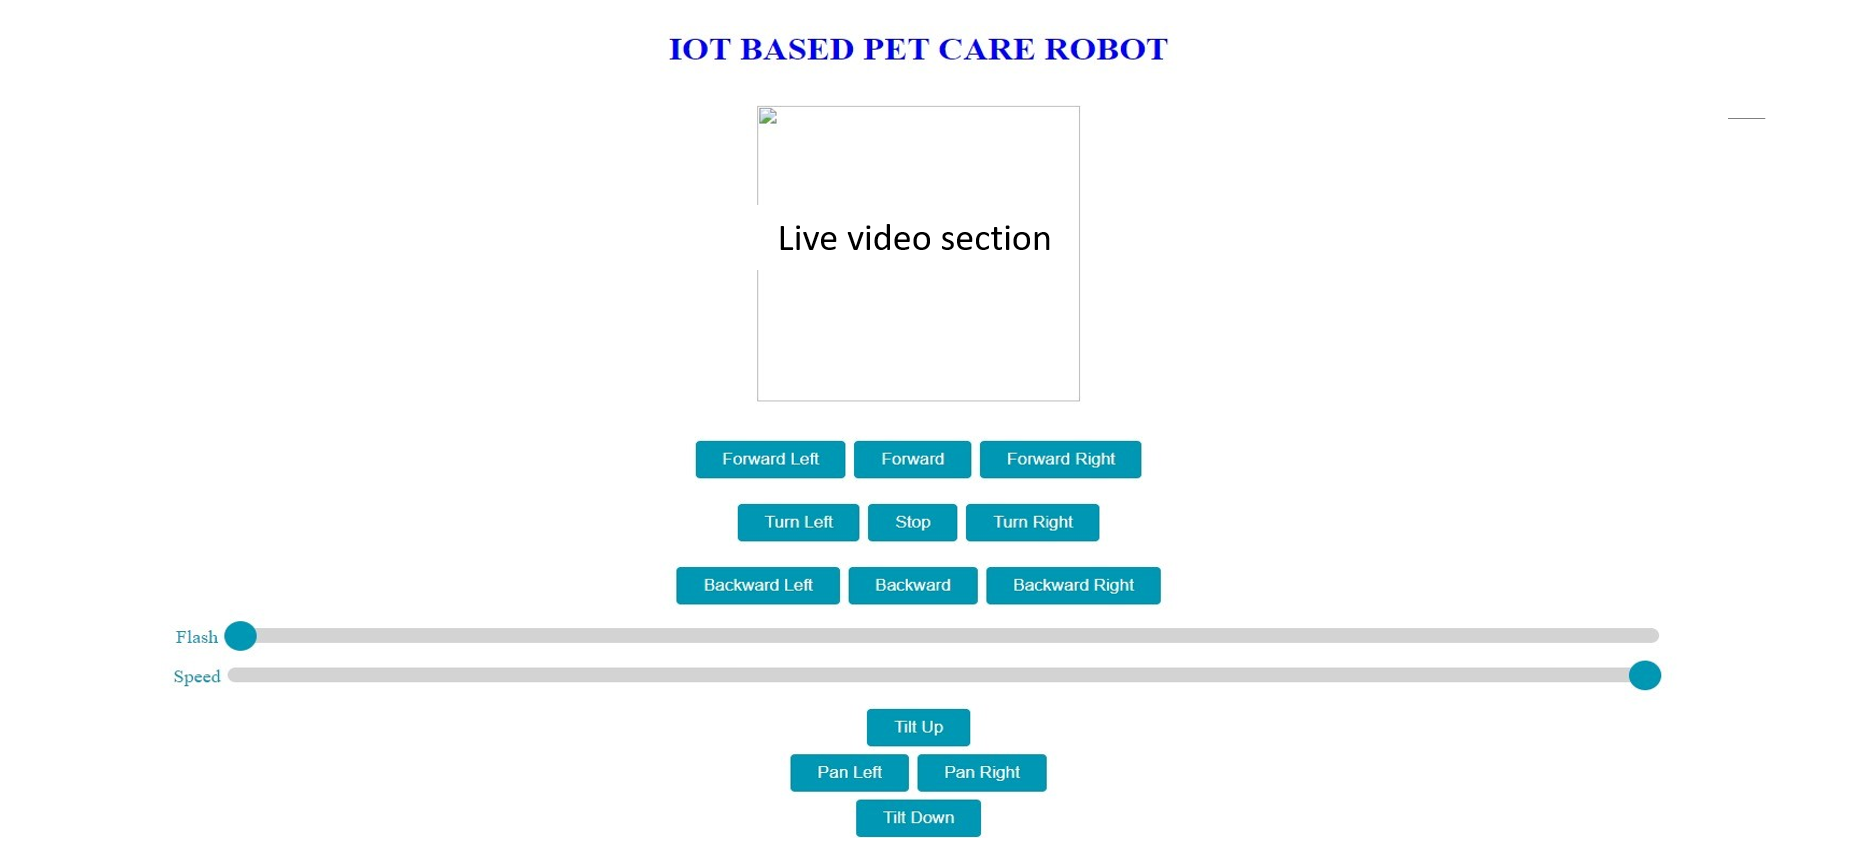 IOT BASED PET CARE ROBOT
Live video section
Forward Left Forward Forward Right
Turn Left Stop Turn Right
Backward Left Backward Backward Right
Flash
Speed
Tilt Up
Pan Left Pan Right
Tilt Down